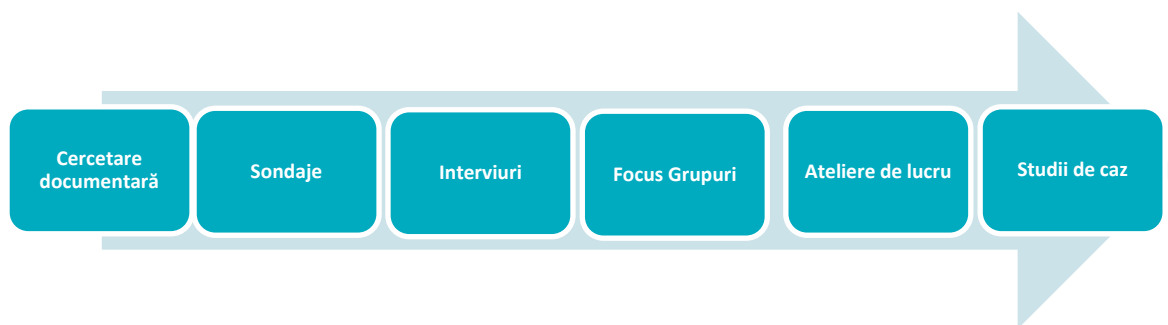 Cercetare
documentară
Sondaje
Interviuri
Focus Grupuri
Ateliere de lucru
Studii de caz